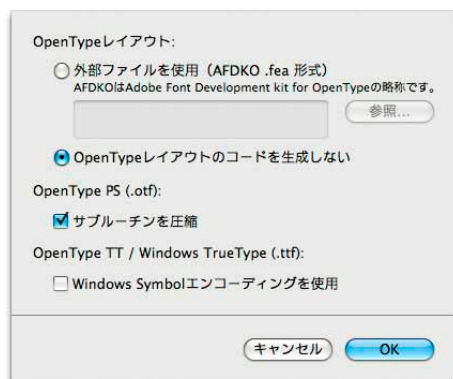 OpenTypeレイアウト:
外部ファイルを使用（AFDKO .fea 形式）
AFDKOはAdobe Font Development kit for OpenTypeの略称です。
参照...
OpenTypeレイアウトのコードを生成しない
OpenType PS (.otf):
サブルーチンを圧縮
OpenType TT / Windows TrueType (.ttf):
Windows Symbolエンコーディングを使用
キャンセル
OK